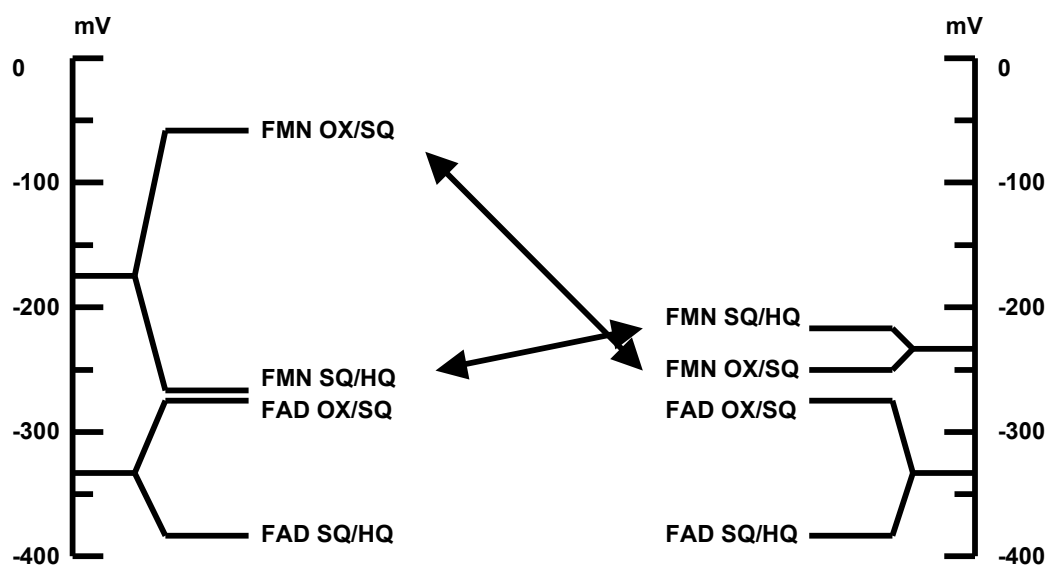 mV
mV
0
0
FMN OX/SQ
-100
-100
-200
-200
FMN SQ/HQ
FMN OX/SQ
FMN SQ/HQ
FAD OX/SQ
FAD OX/SQ
-300
-300
FAD SQ/HQ
FAD SQ/HQ
-400
-400